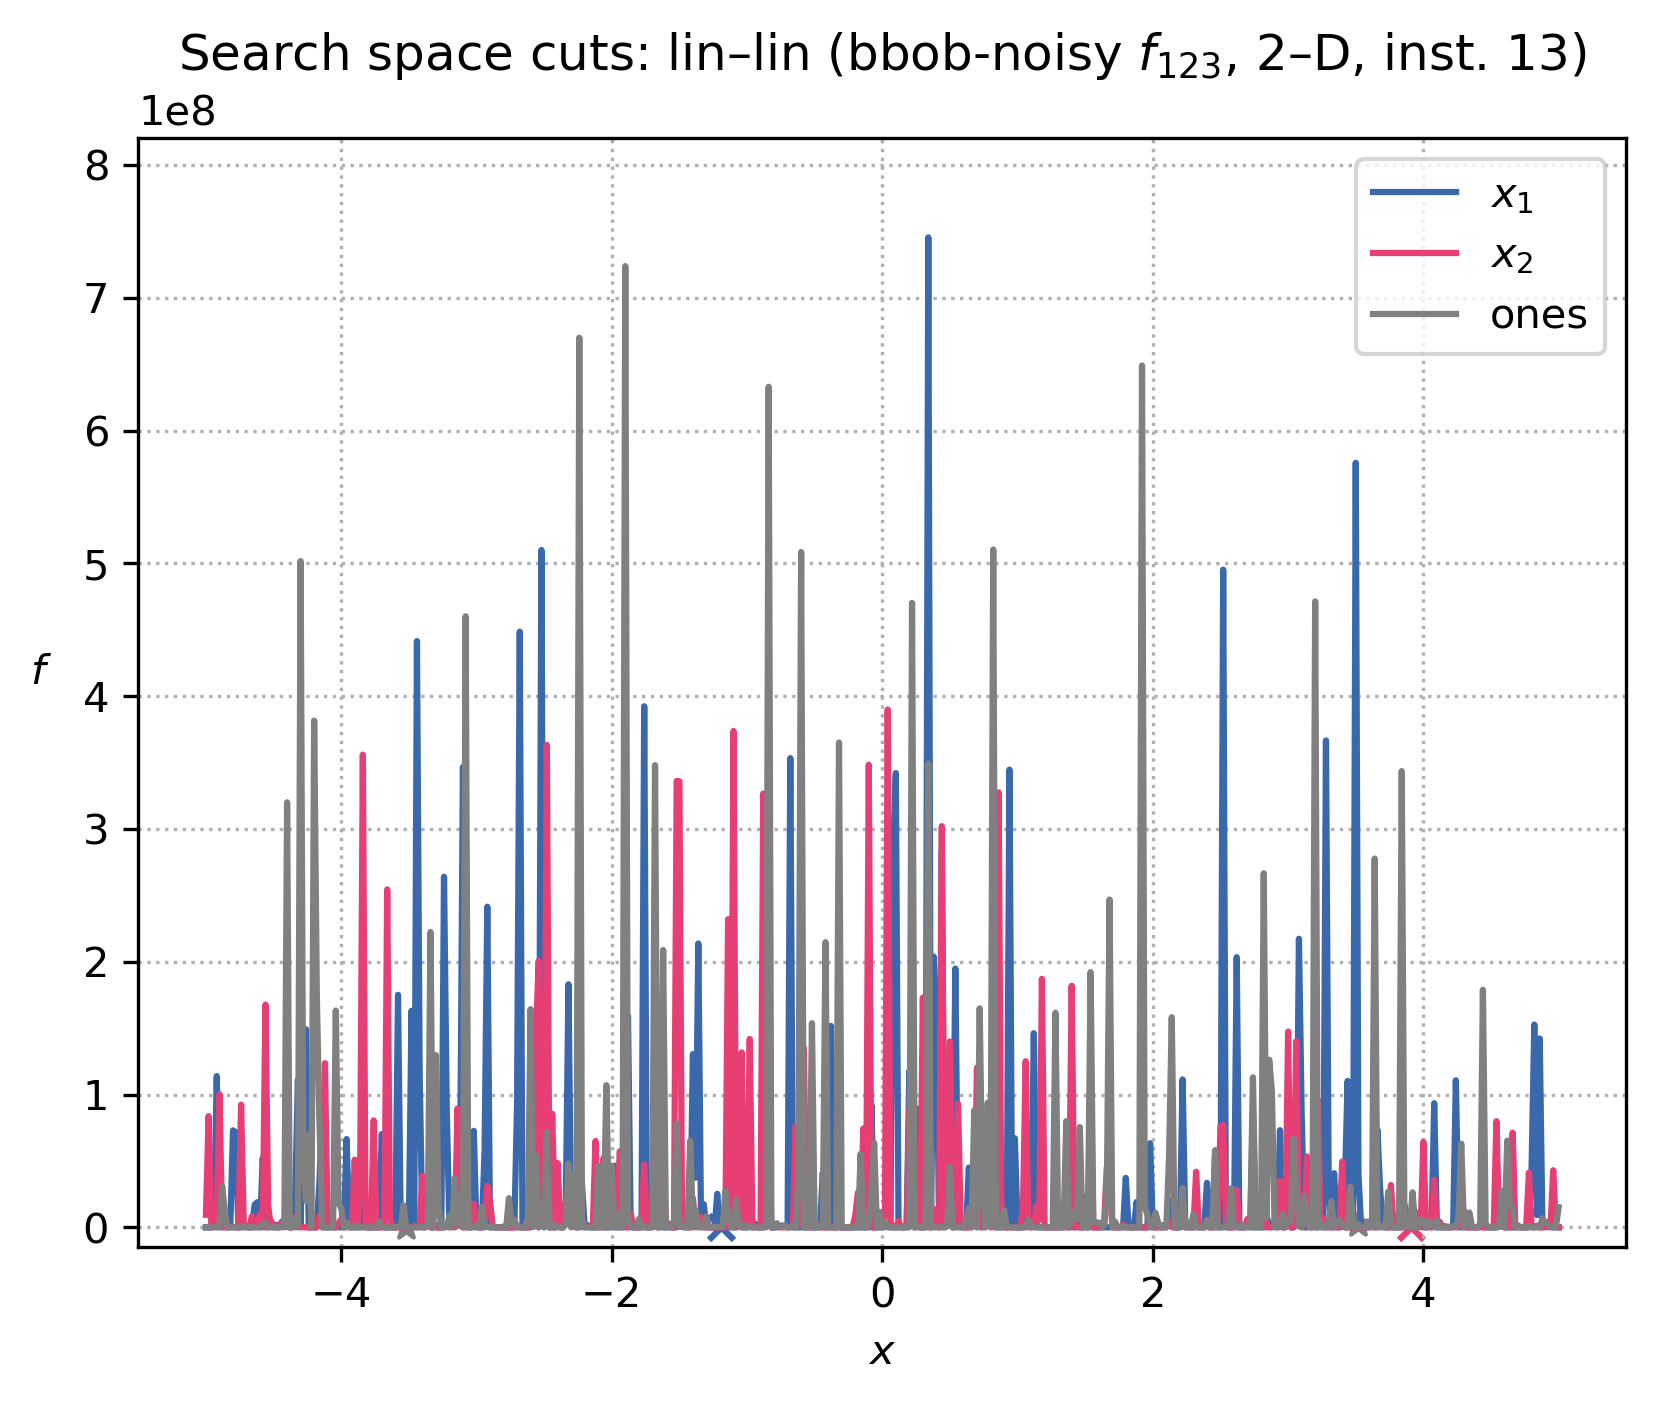 Search space cuts: lin–lin (bbob-noisy f₁₂₃, 2–D, inst. 13)
1e8
8
7
6
5
4
3
2
1
0
f
x₁
x₂
ones
−4
−2
0
2
4
x